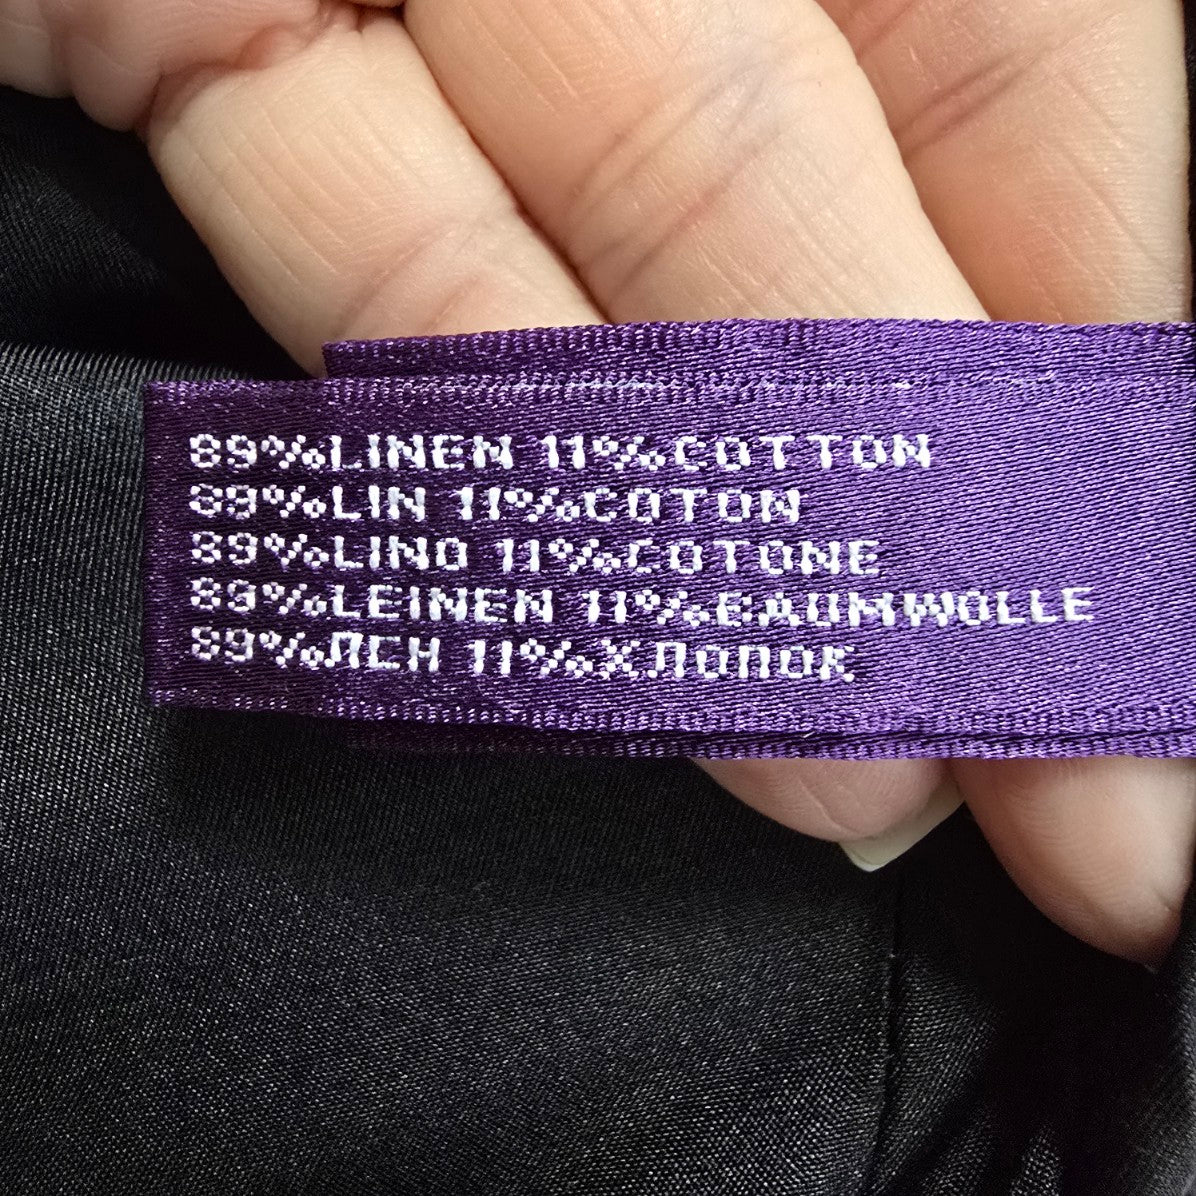 89%LINEN 11%COTTON
89%LIN 11%COTON
89%LINO 11%COTONE
89%LEINEN 11%BAUMWOLLE
89%ЛЕН 11%ХЛОПОК